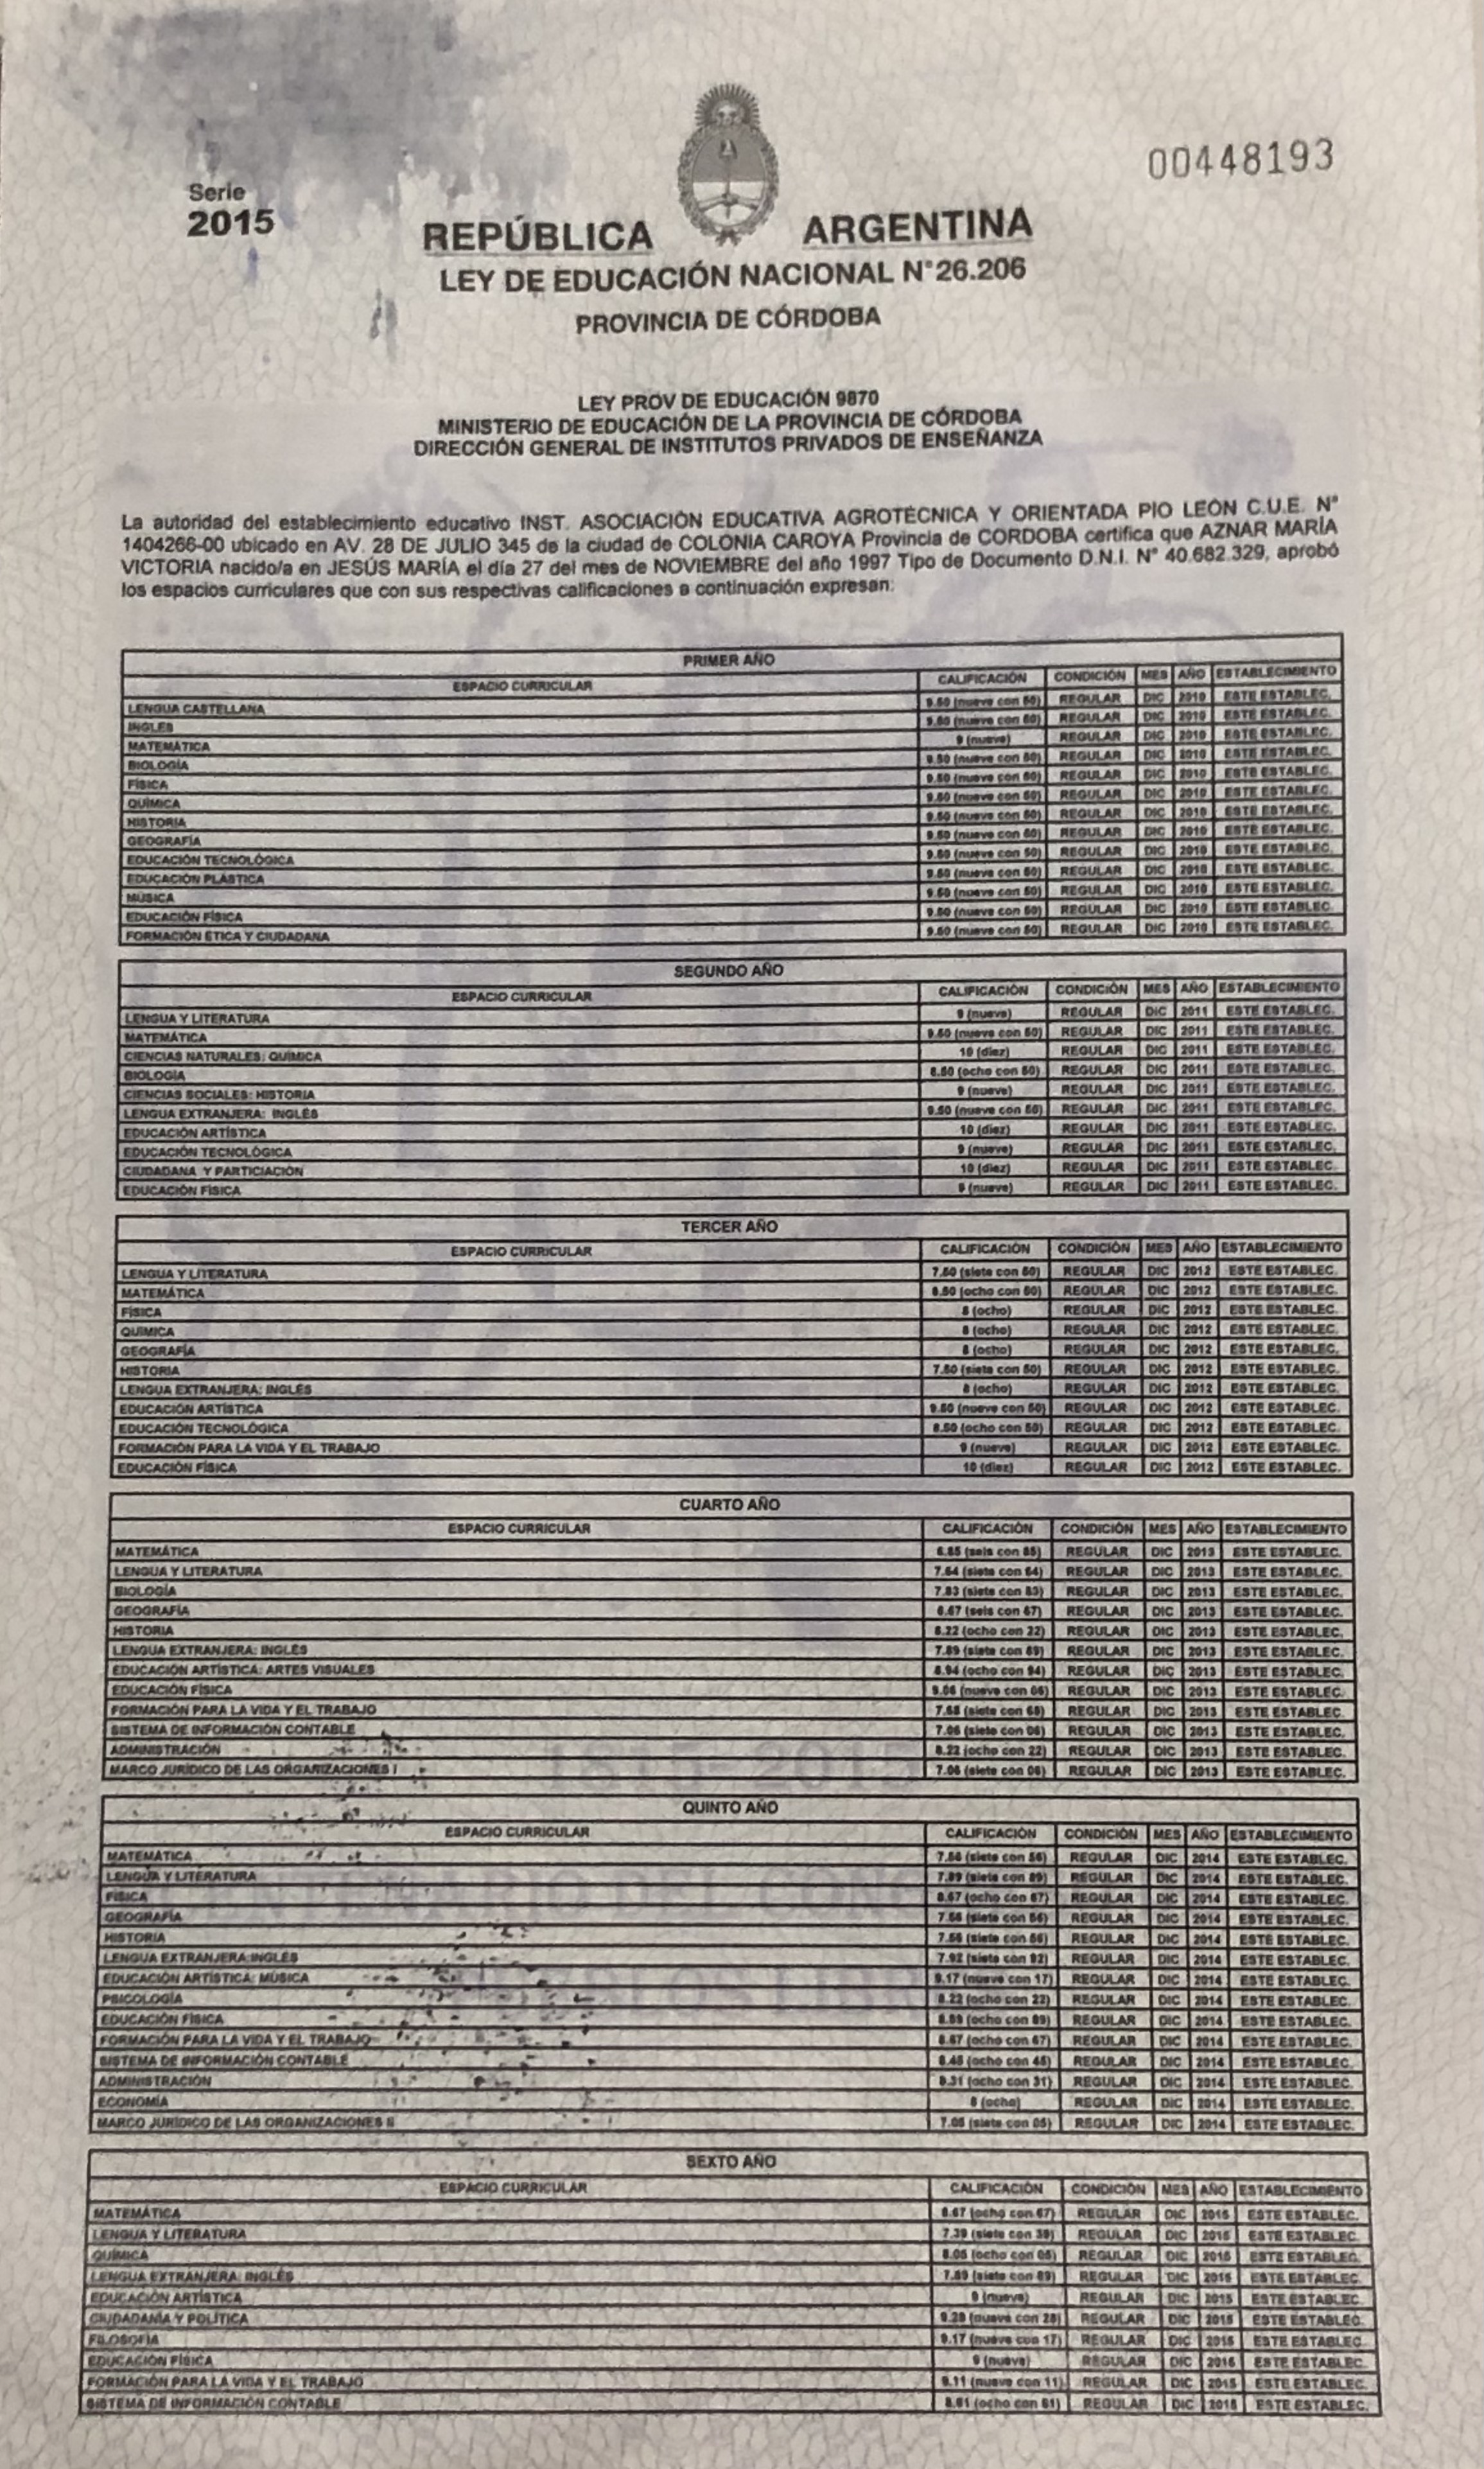 Serie
2015
00448193
REPÚBLICA ARGENTINA
LEY DE EDUCACIÓN NACIONAL N°26.206
PROVINCIA DE CÓRDOBA
LEY PROV DE EDUCACIÓN 9870
MINISTERIO DE EDUCACIÓN DE LA PROVINCIA DE CÓRDOBA
DIRECCIÓN GENERAL DE INSTITUTOS PRIVADOS DE ENSEÑANZA
La autoridad del establecimiento educativo INST. ASOCIACIÓN EDUCATIVA AGROTÉCNICA Y ORIENTADA PIO LEÓN C.U.E. N°
1404266-00 ubicado en AV. 28 DE JULIO 345 de la ciudad de COLONIA CAROYA Provincia de CÓRDOBA certifica que AZNAR MARÍA
VICTORIA nacido/a en JESÚS MARÍA el día 27 del mes de NOVIEMBRE del año 1997 Tipo de Documento D.N.I. N° 40.682.329, aprobó
los espacios curriculares que con sus respectivas calificaciones a continuación expresan:
PRIMER AÑO
ESPACIO CURRICULAR CALIFICACIÓN CONDICIÓN MES AÑO ESTABLECIMIENTO
LENGUA CASTELLANA 9.50 (nueve con 50) REGULAR DIC 2010 ESTE ESTABLEC.
INGLES 9.50 (nueve con 50) REGULAR DIC 2010 ESTE ESTABLEC.
MATEMÁTICA 9 (nueve) REGULAR DIC 2010 ESTE ESTABLEC.
BIOLOGÍA 9.50 (nueve con 50) REGULAR DIC 2010 ESTE ESTABLEC.
FÍSICA 9.50 (nueve con 50) REGULAR DIC 2010 ESTE ESTABLEC.
QUÍMICA 9.50 (nueve con 50) REGULAR DIC 2010 ESTE ESTABLEC.
HISTORIA 9.50 (nueve con 50) REGULAR DIC 2010 ESTE ESTABLEC.
GEOGRAFÍA 9.50 (nueve con 50) REGULAR DIC 2010 ESTE ESTABLEC.
EDUCACIÓN TECNOLÓGICA 9.50 (nueve con 50) REGULAR DIC 2010 ESTE ESTABLEC.
EDUCACIÓN PLÁSTICA 9.50 (nueve con 50) REGULAR DIC 2010 ESTE ESTABLEC.
MÚSICA 9.50 (nueve con 50) REGULAR DIC 2010 ESTE ESTABLEC.
EDUCACIÓN FÍSICA 9.50 (nueve con 50) REGULAR DIC 2010 ESTE ESTABLEC.
FORMACIÓN ÉTICA Y CIUDADANA 9.50 (nueve con 50) REGULAR DIC 2010 ESTE ESTABLEC.
SEGUNDO AÑO
ESPACIO CURRICULAR CALIFICACIÓN CONDICIÓN MES AÑO ESTABLECIMIENTO
LENGUA Y LITERATURA 9 (nueve) REGULAR DIC 2011 ESTE ESTABLEC.
MATEMÁTICA 9.50 (nueve con 50) REGULAR DIC 2011 ESTE ESTABLEC.
CIENCIAS NATURALES: QUÍMICA 10 (diez) REGULAR DIC 2011 ESTE ESTABLEC.
BIOLOGÍA 8.50 (ocho con 50) REGULAR DIC 2011 ESTE ESTABLEC.
CIENCIAS SOCIALES: HISTORIA 9 (nueve) REGULAR DIC 2011 ESTE ESTABLEC.
LENGUA EXTRANJERA: INGLÉS 9.50 (nueve con 50) REGULAR DIC 2011 ESTE ESTABLEC.
EDUCACIÓN ARTÍSTICA 10 (diez) REGULAR DIC 2011 ESTE ESTABLEC.
EDUCACIÓN TECNOLÓGICA 9 (nueve) REGULAR DIC 2011 ESTE ESTABLEC.
CIUDADANA Y PARTICIACIÓN 10 (diez) REGULAR DIC 2011 ESTE ESTABLEC.
EDUCACIÓN FÍSICA 9 (nueve) REGULAR DIC 2011 ESTE ESTABLEC.
TERCER AÑO
ESPACIO CURRICULAR CALIFICACIÓN CONDICIÓN MES AÑO ESTABLECIMIENTO
LENGUA Y LITERATURA 7.50 (siete con 50) REGULAR DIC 2012 ESTE ESTABLEC.
MATEMÁTICA 8.50 (ocho con 50) REGULAR DIC 2012 ESTE ESTABLEC.
FÍSICA 8 (ocho) REGULAR DIC 2012 ESTE ESTABLEC.
QUÍMICA 8 (ocho) REGULAR DIC 2012 ESTE ESTABLEC.
GEOGRAFÍA 8 (ocho) REGULAR DIC 2012 ESTE ESTABLEC.
HISTORIA 7.50 (siete con 50) REGULAR DIC 2012 ESTE ESTABLEC.
LENGUA EXTRANJERA: INGLÉS 8 (ocho) REGULAR DIC 2012 ESTE ESTABLEC.
EDUCACIÓN ARTÍSTICA 9.50 (nueve con 50) REGULAR DIC 2012 ESTE ESTABLEC.
EDUCACIÓN TECNOLÓGICA 8.50 (ocho con 50) REGULAR DIC 2012 ESTE ESTABLEC.
FORMACIÓN PARA LA VIDA Y EL TRABAJO 9 (nueve) REGULAR DIC 2012 ESTE ESTABLEC.
EDUCACIÓN FÍSICA 10 (diez) REGULAR DIC 2012 ESTE ESTABLEC.
CUARTO AÑO
ESPACIO CURRICULAR CALIFICACIÓN CONDICIÓN MES AÑO ESTABLECIMIENTO
MATEMÁTICA 6.85 (seis con 85) REGULAR DIC 2013 ESTE ESTABLEC.
LENGUA Y LITERATURA 7.64 (siete con 64) REGULAR DIC 2013 ESTE ESTABLEC.
BIOLOGÍA 7.83 (siete con 83) REGULAR DIC 2013 ESTE ESTABLEC.
GEOGRAFÍA 6.67 (seis con 67) REGULAR DIC 2013 ESTE ESTABLEC.
HISTORIA 8.22 (ocho con 22) REGULAR DIC 2013 ESTE ESTABLEC.
LENGUA EXTRANJERA: INGLÉS 7.89 (siete con 89) REGULAR DIC 2013 ESTE ESTABLEC.
EDUCACIÓN ARTÍSTICA: ARTES VISUALES 8.94 (ocho con 94) REGULAR DIC 2013 ESTE ESTABLEC.
EDUCACIÓN FÍSICA 9.06 (nueve con 06) REGULAR DIC 2013 ESTE ESTABLEC.
FORMACIÓN PARA LA VIDA Y EL TRABAJO 7.68 (siete con 68) REGULAR DIC 2013 ESTE ESTABLEC.
SISTEMA DE INFORMACIÓN CONTABLE 7.06 (siete con 06) REGULAR DIC 2013 ESTE ESTABLEC.
ADMINISTRACIÓN 8.22 (ocho con 22) REGULAR DIC 2013 ESTE ESTABLEC.
MARCO JURÍDICO DE LAS ORGANIZACIONES I 7.06 (siete con 06) REGULAR DIC 2013 ESTE ESTABLEC.
QUINTO AÑO
ESPACIO CURRICULAR CALIFICACIÓN CONDICIÓN MES AÑO ESTABLECIMIENTO
MATEMÁTICA 7.56 (siete con 56) REGULAR DIC 2014 ESTE ESTABLEC.
LENGUA Y LITERATURA 7.89 (siete con 89) REGULAR DIC 2014 ESTE ESTABLEC.
FÍSICA 8.67 (ocho con 67) REGULAR DIC 2014 ESTE ESTABLEC.
GEOGRAFÍA 7.56 (siete con 56) REGULAR DIC 2014 ESTE ESTABLEC.
HISTORIA 7.56 (siete con 56) REGULAR DIC 2014 ESTE ESTABLEC.
LENGUA EXTRANJERA:INGLÉS 7.92 (siete con 92) REGULAR DIC 2014 ESTE ESTABLEC.
EDUCACIÓN ARTÍSTICA: MÚSICA 9.17 (nueve con 17) REGULAR DIC 2014 ESTE ESTABLEC.
PSICOLOGÍA 8.22 (ocho con 22) REGULAR DIC 2014 ESTE ESTABLEC.
EDUCACIÓN FÍSICA 8.89 (ocho con 89) REGULAR DIC 2014 ESTE ESTABLEC.
FORMACIÓN PARA LA VIDA Y EL TRABAJO 8.67 (ocho con 67) REGULAR DIC 2014 ESTE ESTABLEC.
SISTEMA DE INFORMACIÓN CONTABLE 8.45 (ocho con 45) REGULAR DIC 2014 ESTE ESTABLEC.
ADMINISTRACIÓN 8.31 (ocho con 31) REGULAR DIC 2014 ESTE ESTABLEC.
ECONOMÍA 8 (ocho) REGULAR DIC 2014 ESTE ESTABLEC.
MARCO JURÍDICO DE LAS ORGANIZACIONES II 7.05 (siete con 05) REGULAR DIC 2014 ESTE ESTABLEC.
SEXTO AÑO
ESPACIO CURRICULAR CALIFICACIÓN CONDICIÓN MES AÑO ESTABLECIMIENTO
MATEMÁTICA 8.67 (ocho con 67) REGULAR DIC 2015 ESTE ESTABLEC.
LENGUA Y LITERATURA 7.39 (siete con 39) REGULAR DIC 2015 ESTE ESTABLEC.
QUÍMICA 8.05 (ocho con 05) REGULAR DIC 2015 ESTE ESTABLEC.
LENGUA EXTRANJERA: INGLÉS 7.89 (siete con 89) REGULAR DIC 2015 ESTE ESTABLEC.
EDUCACIÓN ARTÍSTICA 9 (nueve) REGULAR DIC 2015 ESTE ESTABLEC.
CIUDADANÍA Y POLÍTICA 9.28 (nueve con 28) REGULAR DIC 2015 ESTE ESTABLEC.
FILOSOFÍA 9.17 (nueve con 17) REGULAR DIC 2015 ESTE ESTABLEC.
EDUCACIÓN FÍSICA 9 (nueve) REGULAR DIC 2015 ESTE ESTABLEC.
FORMACIÓN PARA LA VIDA Y EL TRABAJO 9.11 (nueve con 11) REGULAR DIC 2015 ESTE ESTABLEC.
SISTEMA DE INFORMACIÓN CONTABLE 8.61 (ocho con 61) REGULAR DIC 2015 ESTE ESTABLEC.